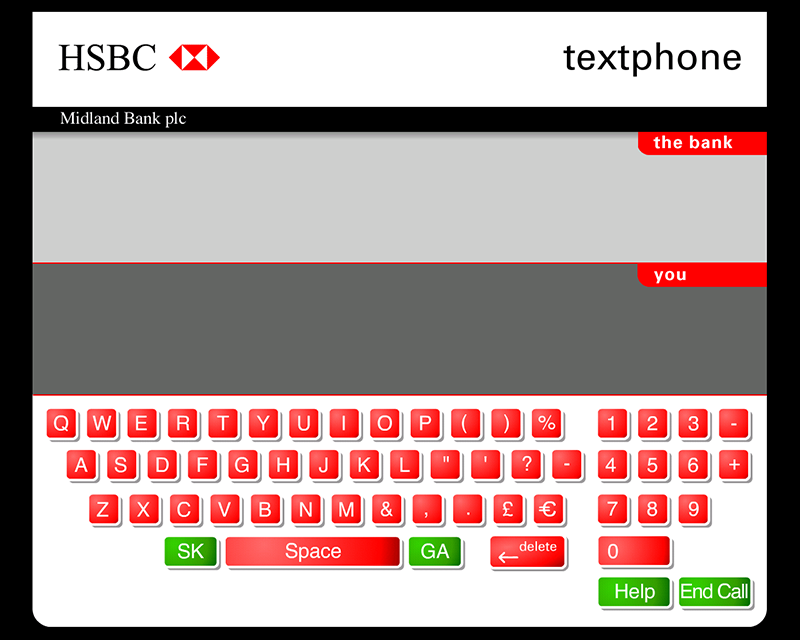 HSBC textphone
Midland Bank plc
the bank
you
Q W E R T Y U I O P ( ) % 1 2 3 -
A S D F G H J K L " ' ? - 4 5 6 +
Z X C V B N M & , . £ € 7 8 9
SK Space GA ← delete 0
Help End Call